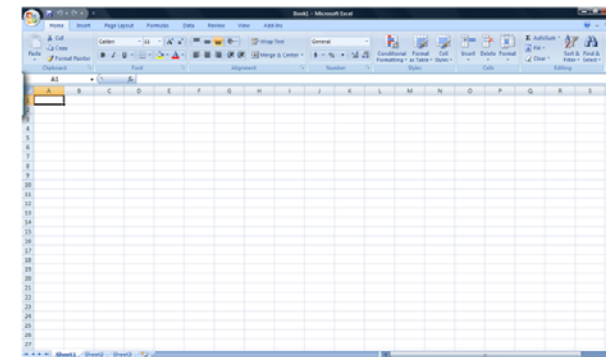 Book1 - Microsoft Excel
Home Insert Page Layout Formulas Data Review View Add-Ins
Cut
Copy
Paste
Format Painter
Clipboard
Calibri 11
B I U
Font
Wrap Text
Merge & Center
Alignment
General
$ % ,
Number
Conditional Formatting Format as Table Cell Styles
Styles
Insert Delete Format
Cells
Σ AutoSum
Fill
Clear
Sort & Filter Find & Select
Editing
A1 fx
A B C D E F G H I J K L M N O P Q R S
3
4
5
6
7
8
9
10
11
12
13
14
15
16
17
18
19
20
21
22
23
24
25
26
27
Sheet1 Sheet2 Sheet3